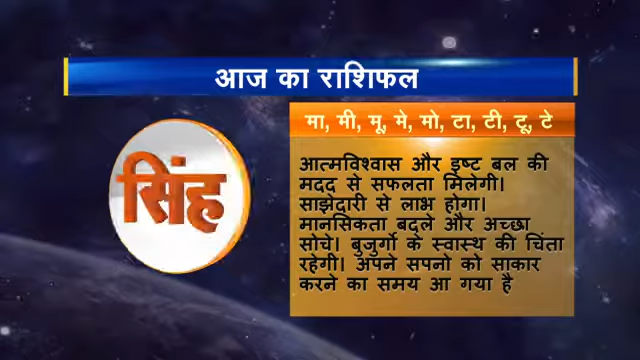 आज का राशिफल
मा, मी, मू, मे, मो, टा, टी, टू, टे
सिंह
आत्मविश्वास और इष्ट बल की
मदद से सफलता मिलेगी।
साझेदारी से लाभ होगा।
मानसिकता बदले और अच्छा
सोचे। बुजुर्गो के स्वास्थ की चिंता
रहेगी। अपने सपनो को साकार
करने का समय आ गया है